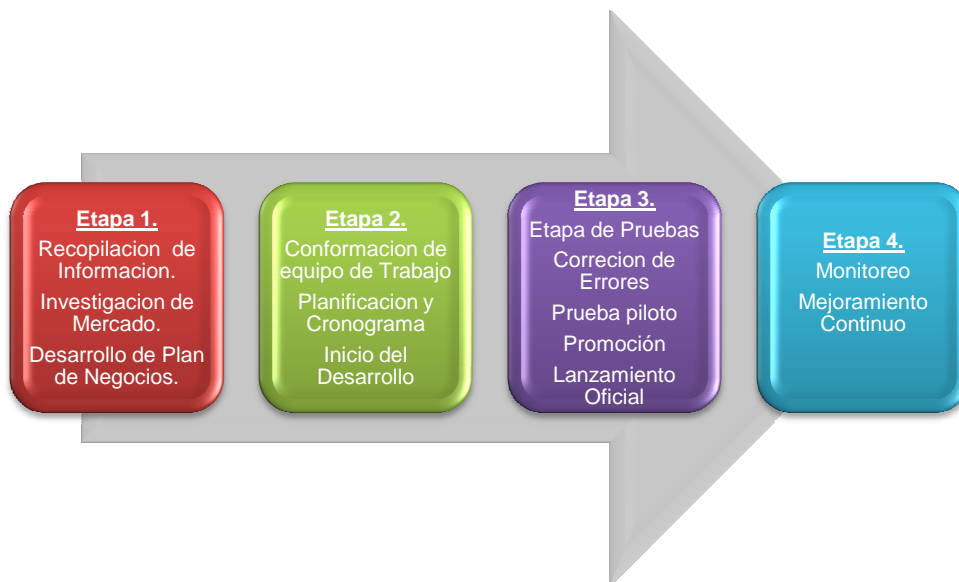 Etapa 1.
Recopilacion de
Informacion.
Investigacion de
Mercado.
Desarrollo de Plan
de Negocios.
Etapa 2.
Conformacion de
equipo de Trabajo
Planificacion y
Cronograma
Inicio del
Desarrollo
Etapa 3.
Etapa de Pruebas
Correcion de
Errores
Prueba piloto
Promoción
Lanzamiento
Oficial
Etapa 4.
Monitoreo
Mejoramiento
Continuo